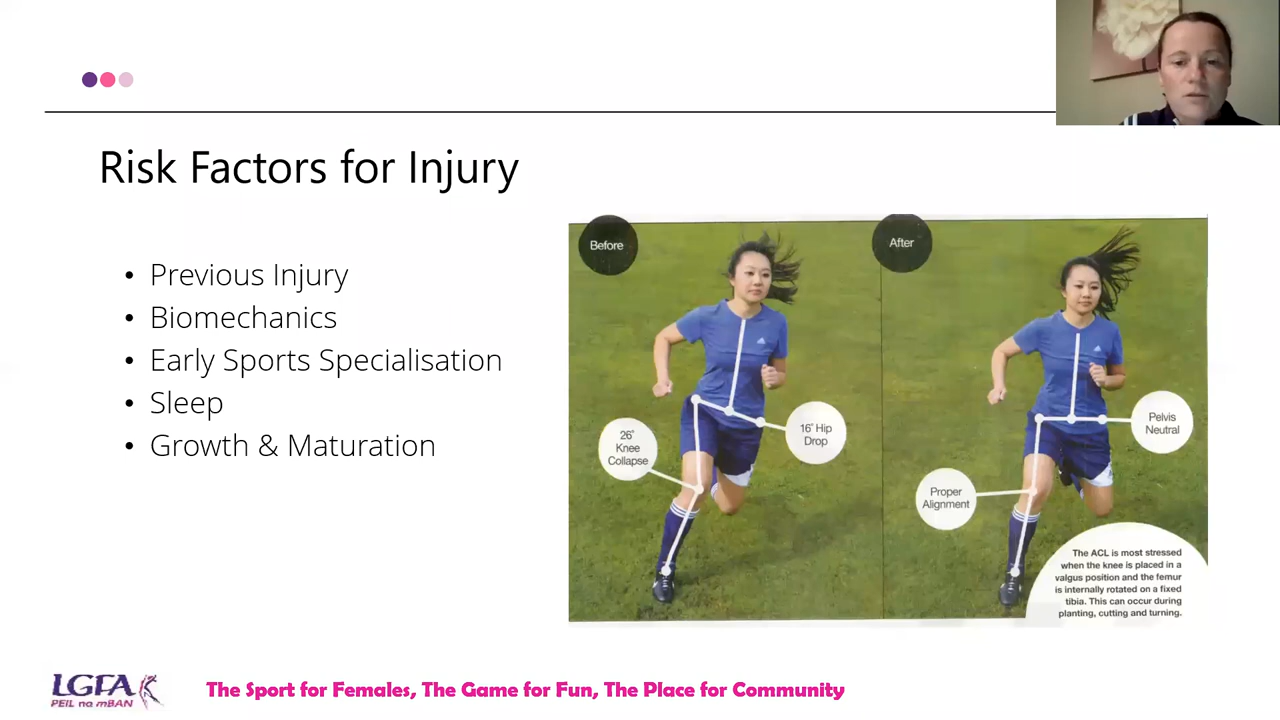 Risk Factors for Injury
• Previous Injury
• Biomechanics
• Early Sports Specialisation
• Sleep
• Growth & Maturation
Before
26°
Knee
Collapse
16° Hip
Drop
After
Pelvis
Neutral
Proper
Alignment
The ACL is most stressed
when the knee is placed in a
valgus position and the femur
is internally rotated on a fixed
tibia. This can occur during
planting, cutting and turning.
LGFA
PEIL na mBAN
The Sport for Females, The Game for Fun, The Place for Community